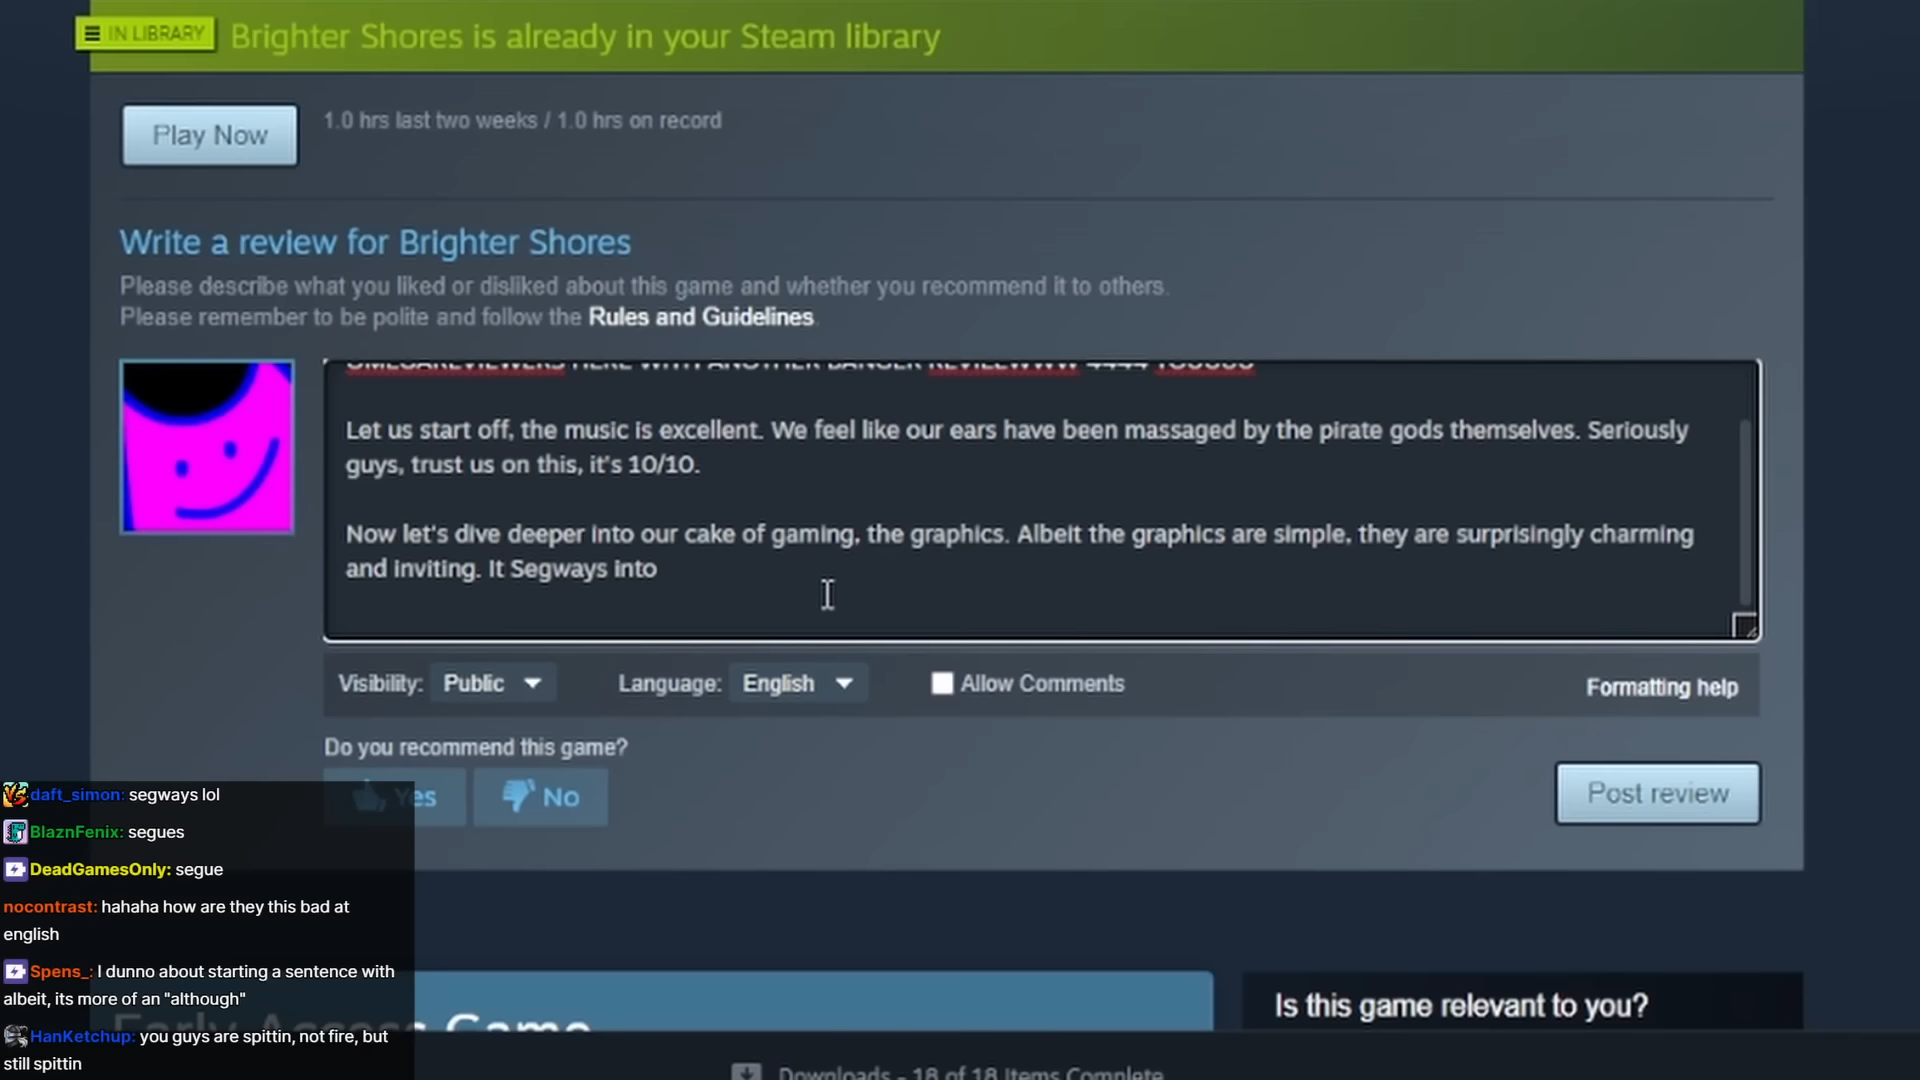 IN LIBRARY
Brighter Shores is already in your Steam library
Play Now
1.0 hrs last two weeks / 1.0 hrs on record
Write a review for Brighter Shores
Please describe what you liked or disliked about this game and whether you recommend it to others.
Please remember to be polite and follow the Rules and Guidelines.
OMEGAREVIEWERS HERE WITH ANOTHER BANGER
Let us start off, the music is excellent. We feel like our ears have been massaged by the pirate gods themselves. Seriously
guys, trust us on this, it's 10/10.
Now let's dive deeper into our cake of gaming, the graphics. Albeit the graphics are simple, they are surprisingly charming
and inviting. It Segways into
Visibility: Public
Language: English
Allow Comments
Formatting help
Do you recommend this game?
Yes
No
Post review
daft_simon: segways lol
BlaznFenix: segues
DeadGamesOnly: segue
nocontrast: hahaha how are they this bad at
english
Spens_: I dunno about starting a sentence with
albeit, its more of an "although"
HanKetchup: you guys are spittin, not fire, but
still spittin
Early Access Game
Is this game relevant to you?
Downloads - 18 of 18 Items Complete